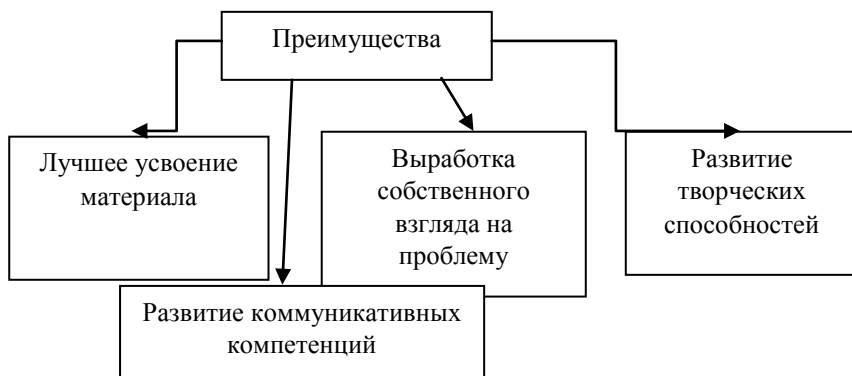 Преимущества
Лучшее усвоение
материала
Выработка
собственного
взгляда на
проблему
Развитие
творческих
способностей
Развитие коммуникативных
компетенций